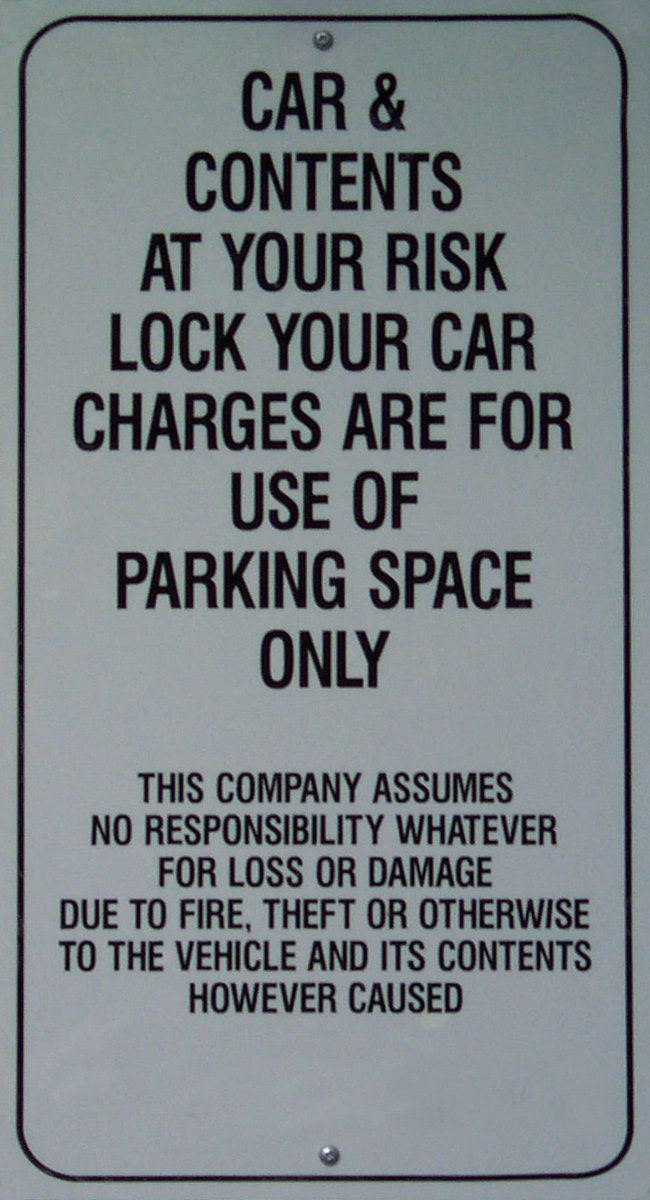 CAR &
CONTENTS
AT YOUR RISK
LOCK YOUR CAR
CHARGES ARE FOR
USE OF
PARKING SPACE
ONLY
THIS COMPANY ASSUMES
NO RESPONSIBILITY WHATEVER
FOR LOSS OR DAMAGE
DUE TO FIRE, THEFT OR OTHERWISE
TO THE VEHICLE AND ITS CONTENTS
HOWEVER CAUSED